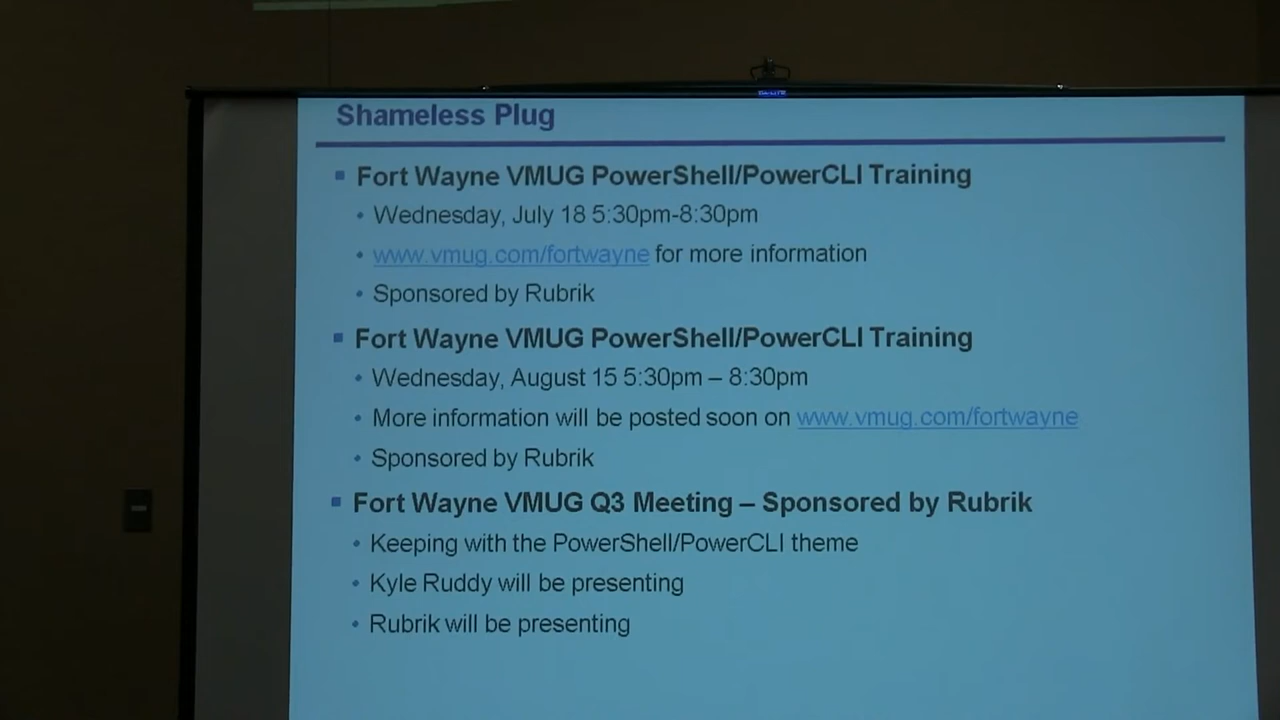 Shameless Plug
Fort Wayne VMUG PowerShell/PowerCLI Training
Wednesday, July 18 5:30pm-8:30pm
www.vmug.com/fortwayne for more information
Sponsored by Rubrik
Fort Wayne VMUG PowerShell/PowerCLI Training
Wednesday, August 15 5:30pm – 8:30pm
More information will be posted soon on www.vmug.com/fortwayne
Sponsored by Rubrik
Fort Wayne VMUG Q3 Meeting – Sponsored by Rubrik
Keeping with the PowerShell/PowerCLI theme
Kyle Ruddy will be presenting
Rubrik will be presenting